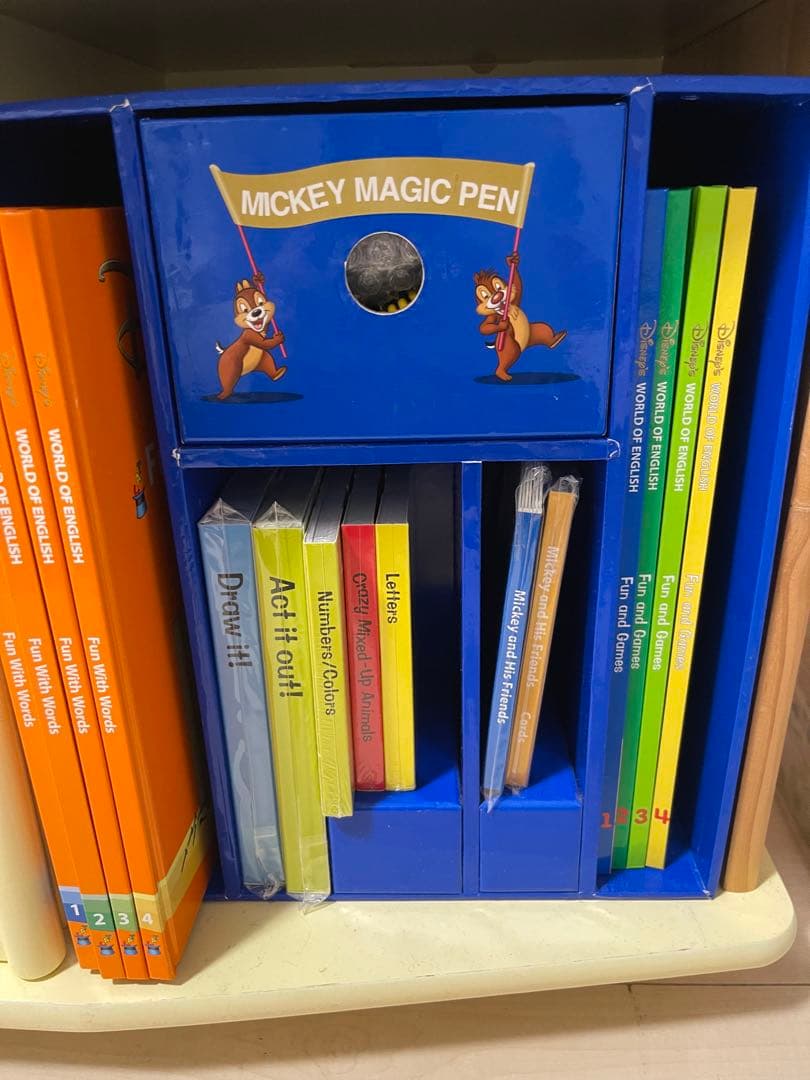 MICKEY MAGIC PEN
D OF ENGLISH
Fun With Words
Disney's WORLD OF ENGLISH
Fun With Words
1
Disney's WORLD OF ENGLISH
Fun With Words
2
Fun With Words
3
4
Draw it!
Act it out!
Numbers/Colors
Crazy Mixed-Up Animals
Letters
Mickey and His Friends
Mickey and His Friends Cards
Disney's WORLD OF ENGLISH
Fun and Games
1
Disney's WORLD OF ENGLISH
Fun and Games
2
Disney's WORLD OF ENGLISH
Fun and Games
3
Disney's WORLD OF ENGLISH
Fun and Games
4